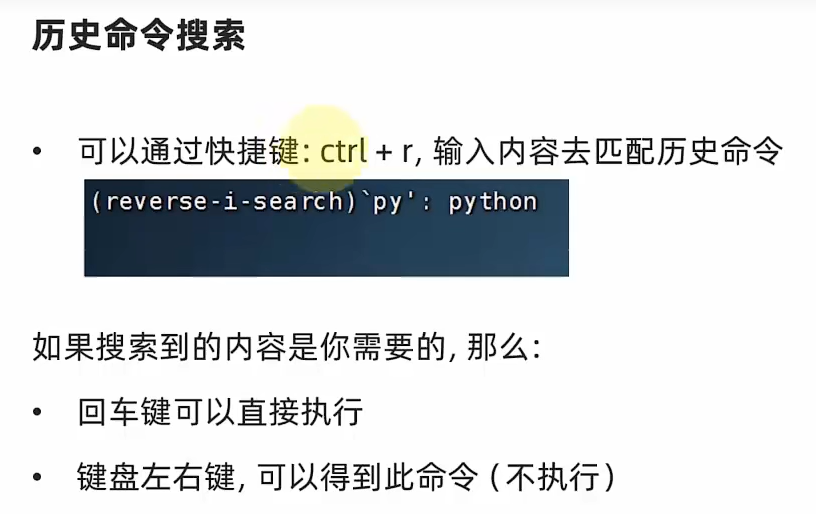 历史命令搜索
• 可以通过快捷键: ctrl + r, 输入内容去匹配历史命令
(reverse-i-search)`py': python
如果搜索到的内容是你需要的, 那么:
• 回车键可以直接执行
• 键盘左右键, 可以得到此命令 (不执行)